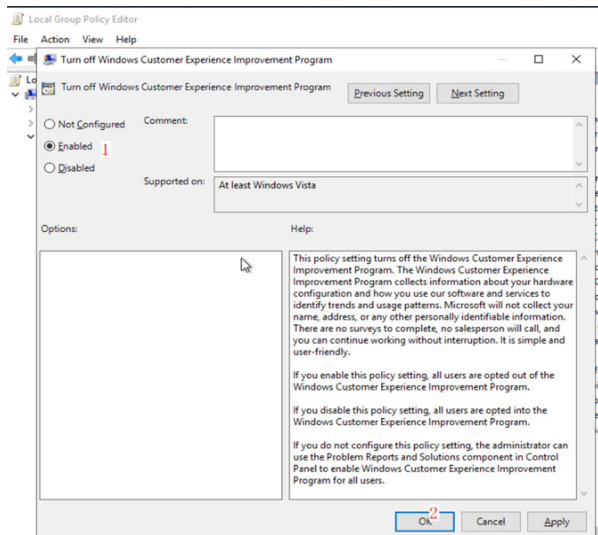 Local Group Policy Editor
File Action View Help
Turn off Windows Customer Experience Improvement Program
Lo
Turn off Windows Customer Experience Improvement Program
Previous Setting Next Setting
Not Configured Comment:
Enabled 1
Disabled
Supported on: At least Windows Vista
Options: Help:
This policy setting turns off the Windows Customer Experience
Improvement Program. The Windows Customer Experience
Improvement Program collects information about your hardware
configuration and how you use our software and services to
identify trends and usage patterns. Microsoft will not collect your
name, address, or any other personally identifiable information.
There are no surveys to complete, no salesperson will call, and
you can continue working without interruption. It is simple and
user-friendly.
If you enable this policy setting, all users are opted out of the
Windows Customer Experience Improvement Program.
If you disable this policy setting, all users are opted into the
Windows Customer Experience Improvement Program.
If you do not configure this policy setting, the administrator can
use the Problem Reports and Solutions component in Control
Panel to enable Windows Customer Experience Improvement
Program for all users.
OK 2 Cancel Apply